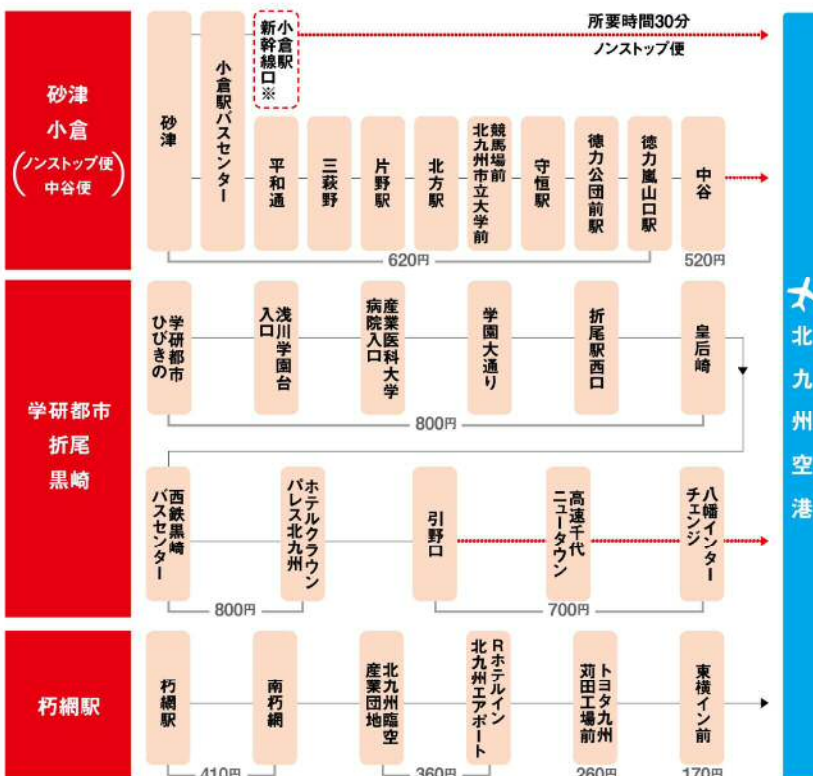 砂津
小倉
(ノンストップ便
中谷便)
砂津
小倉駅バスセンター
小倉駅
新幹線口※
所要時間30分
ノンストップ便
平和通
三萩野
片野駅
北方駅
競馬場前
北九州市立大学前
守恒駅
徳力公団前駅
徳力嵐山口駅
中谷
620円
520円
学研都市
折尾
黒崎
学研都市
ひびきの
浅川学園台
入口
産業医科大学
病院入口
学園大通り
折尾駅西口
皇后崎
800円
西鉄黒崎
バスセンター
ホテルクラウン
パレス北九州
引野口
高速千代
ニュータウン
八幡インター
チェンジ
800円
700円
朽網駅
朽網駅
南朽網
北九州臨空
産業団地
Rホテルイン
北九州エアポート
トヨタ九州
苅田工場前
東横イン前
410円
360円
260円
170円
北九州空港